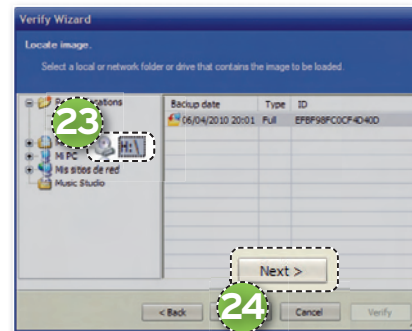 Verify Wizard
Locate image.
Select a local or network folder or drive that contains the image to be loaded.
Backup date Type ID
06/04/2010 20:01 Full EFBF98FC0CF4D40D
23
H:\
Mi PC
Mis sitios de red
Music Studio
Next >
24
< Back
Cancel
Verify